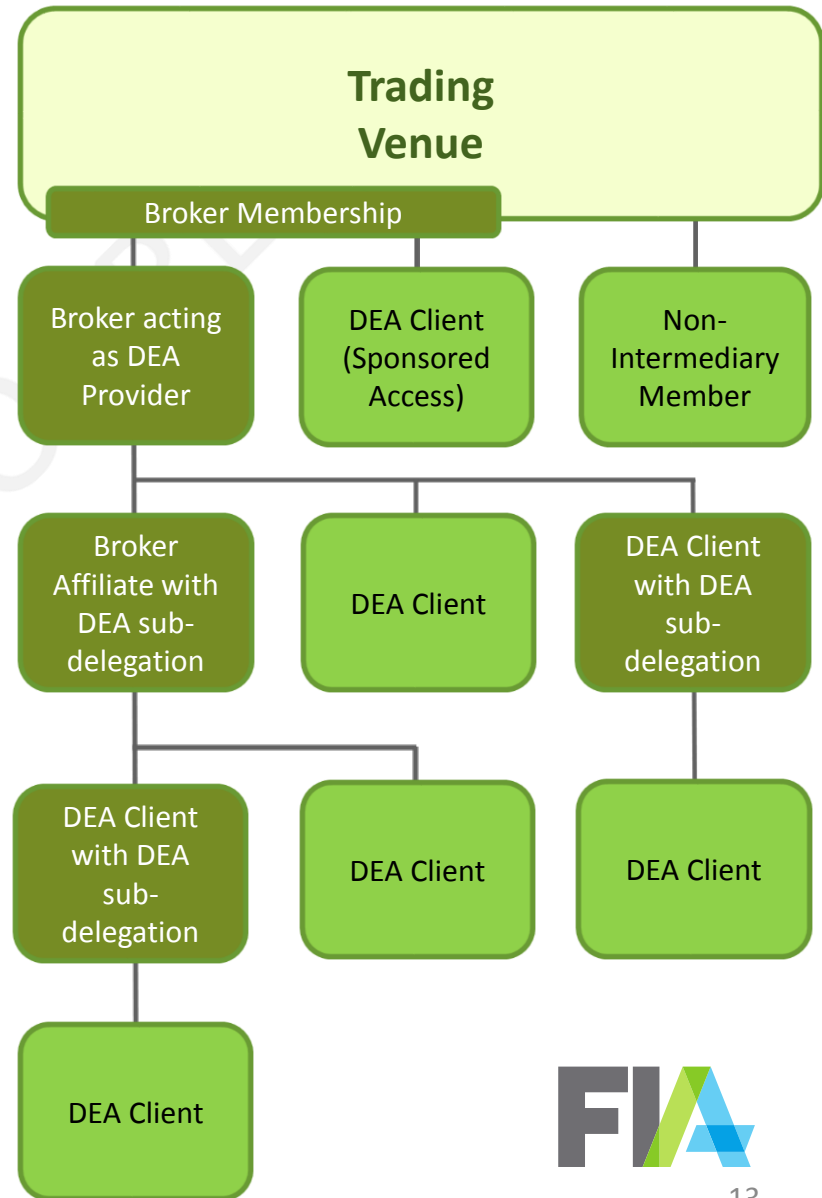 Trading
Venue
Broker Membership
Broker acting
as DEA
Provider
DEA Client
(Sponsored
Access)
Non-
Intermediary
Member
Broker
Affiliate with
DEA sub-
delegation
DEA Client
DEA Client
with DEA
sub-
delegation
DEA Client
with DEA
sub-
delegation
DEA Client
DEA Client
DEA Client
FIA